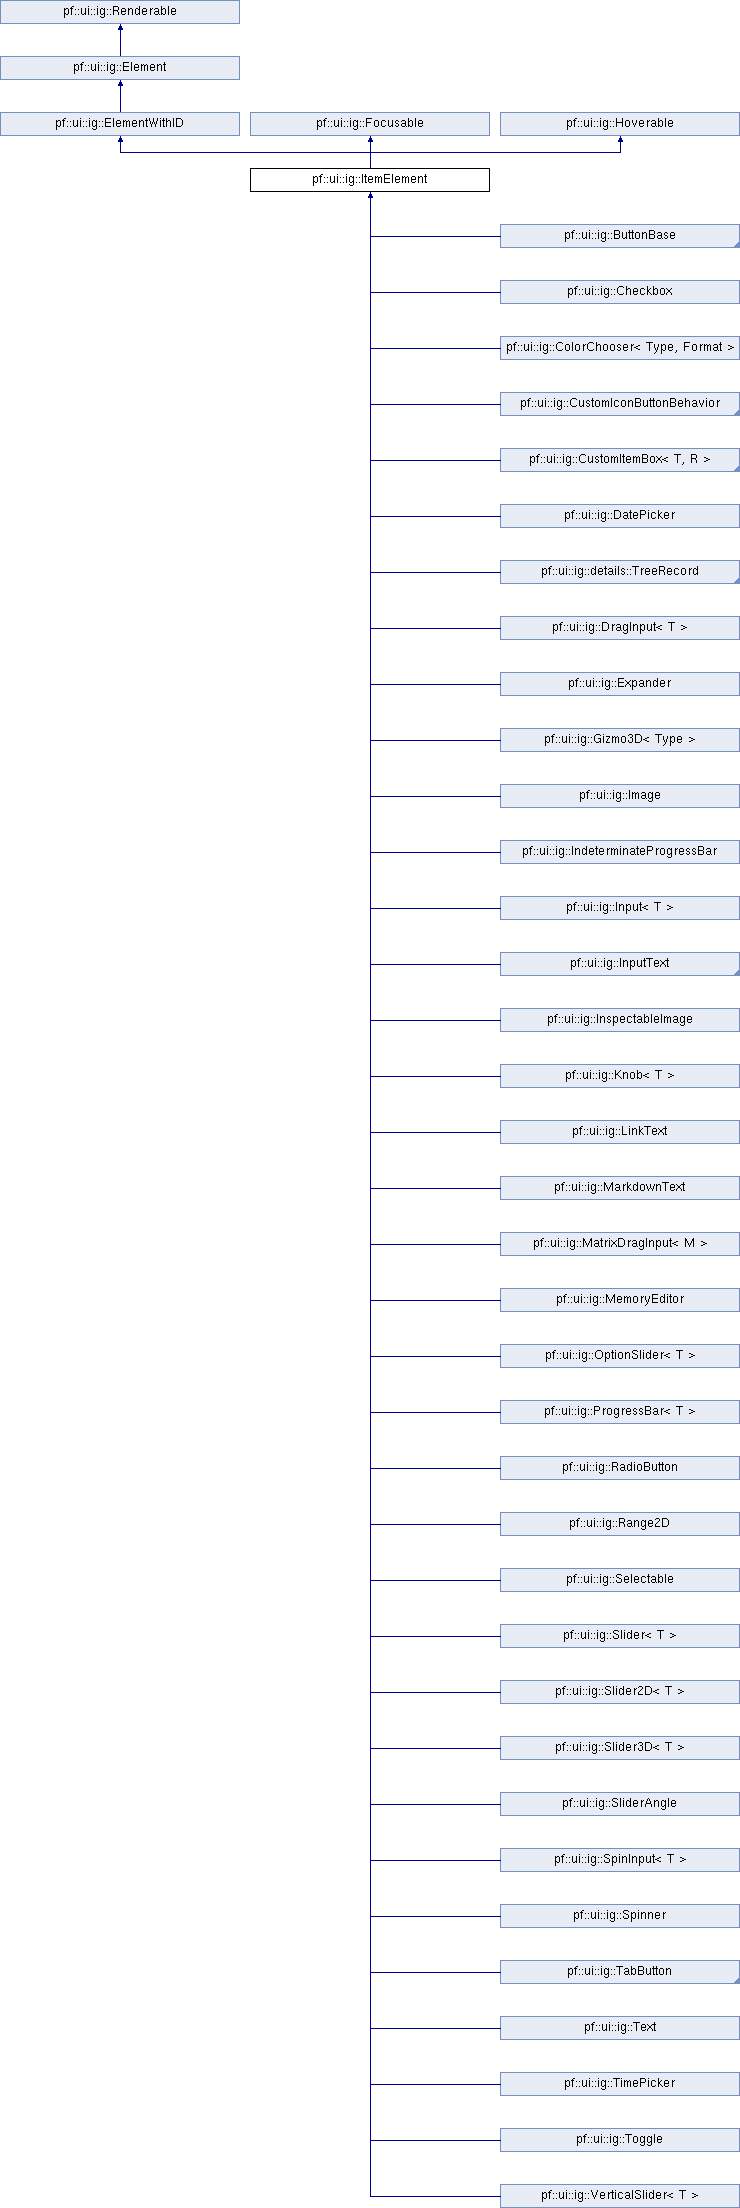 pf::ui::ig::Renderable
pf::ui::ig::Element
pf::ui::ig::ElementWithID
pf::ui::ig::Focusable
pf::ui::ig::Hoverable
pf::ui::ig::ItemElement
pf::ui::ig::ButtonBase
pf::ui::ig::Checkbox
pf::ui::ig::ColorChooser< Type, Format >
pf::ui::ig::CustomIconButtonBehavior
pf::ui::ig::CustomItemBox< T, R >
pf::ui::ig::DatePicker
pf::ui::ig::details::TreeRecord
pf::ui::ig::DragInput< T >
pf::ui::ig::Expander
pf::ui::ig::Gizmo3D< Type >
pf::ui::ig::Image
pf::ui::ig::IndeterminateProgressBar
pf::ui::ig::Input< T >
pf::ui::ig::InputText
pf::ui::ig::InspectableImage
pf::ui::ig::Knob< T >
pf::ui::ig::LinkText
pf::ui::ig::MarkdownText
pf::ui::ig::MatrixDragInput< M >
pf::ui::ig::MemoryEditor
pf::ui::ig::OptionSlider< T >
pf::ui::ig::ProgressBar< T >
pf::ui::ig::RadioButton
pf::ui::ig::Range2D
pf::ui::ig::Selectable
pf::ui::ig::Slider< T >
pf::ui::ig::Slider2D< T >
pf::ui::ig::Slider3D< T >
pf::ui::ig::SliderAngle
pf::ui::ig::SpinInput< T >
pf::ui::ig::Spinner
pf::ui::ig::TabButton
pf::ui::ig::Text
pf::ui::ig::TimePicker
pf::ui::ig::Toggle
pf::ui::ig::VerticalSlider< T >